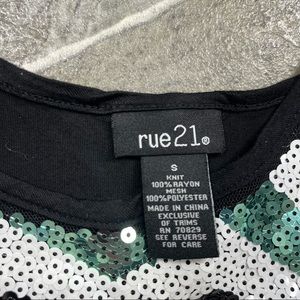 rue21®
S
KNIT
100%RAYON
MESH
100%POLYESTER
MADE IN CHINA
EXCLUSIVE
OF TRIMS
RN 70829
SEE REVERSE
FOR CARE